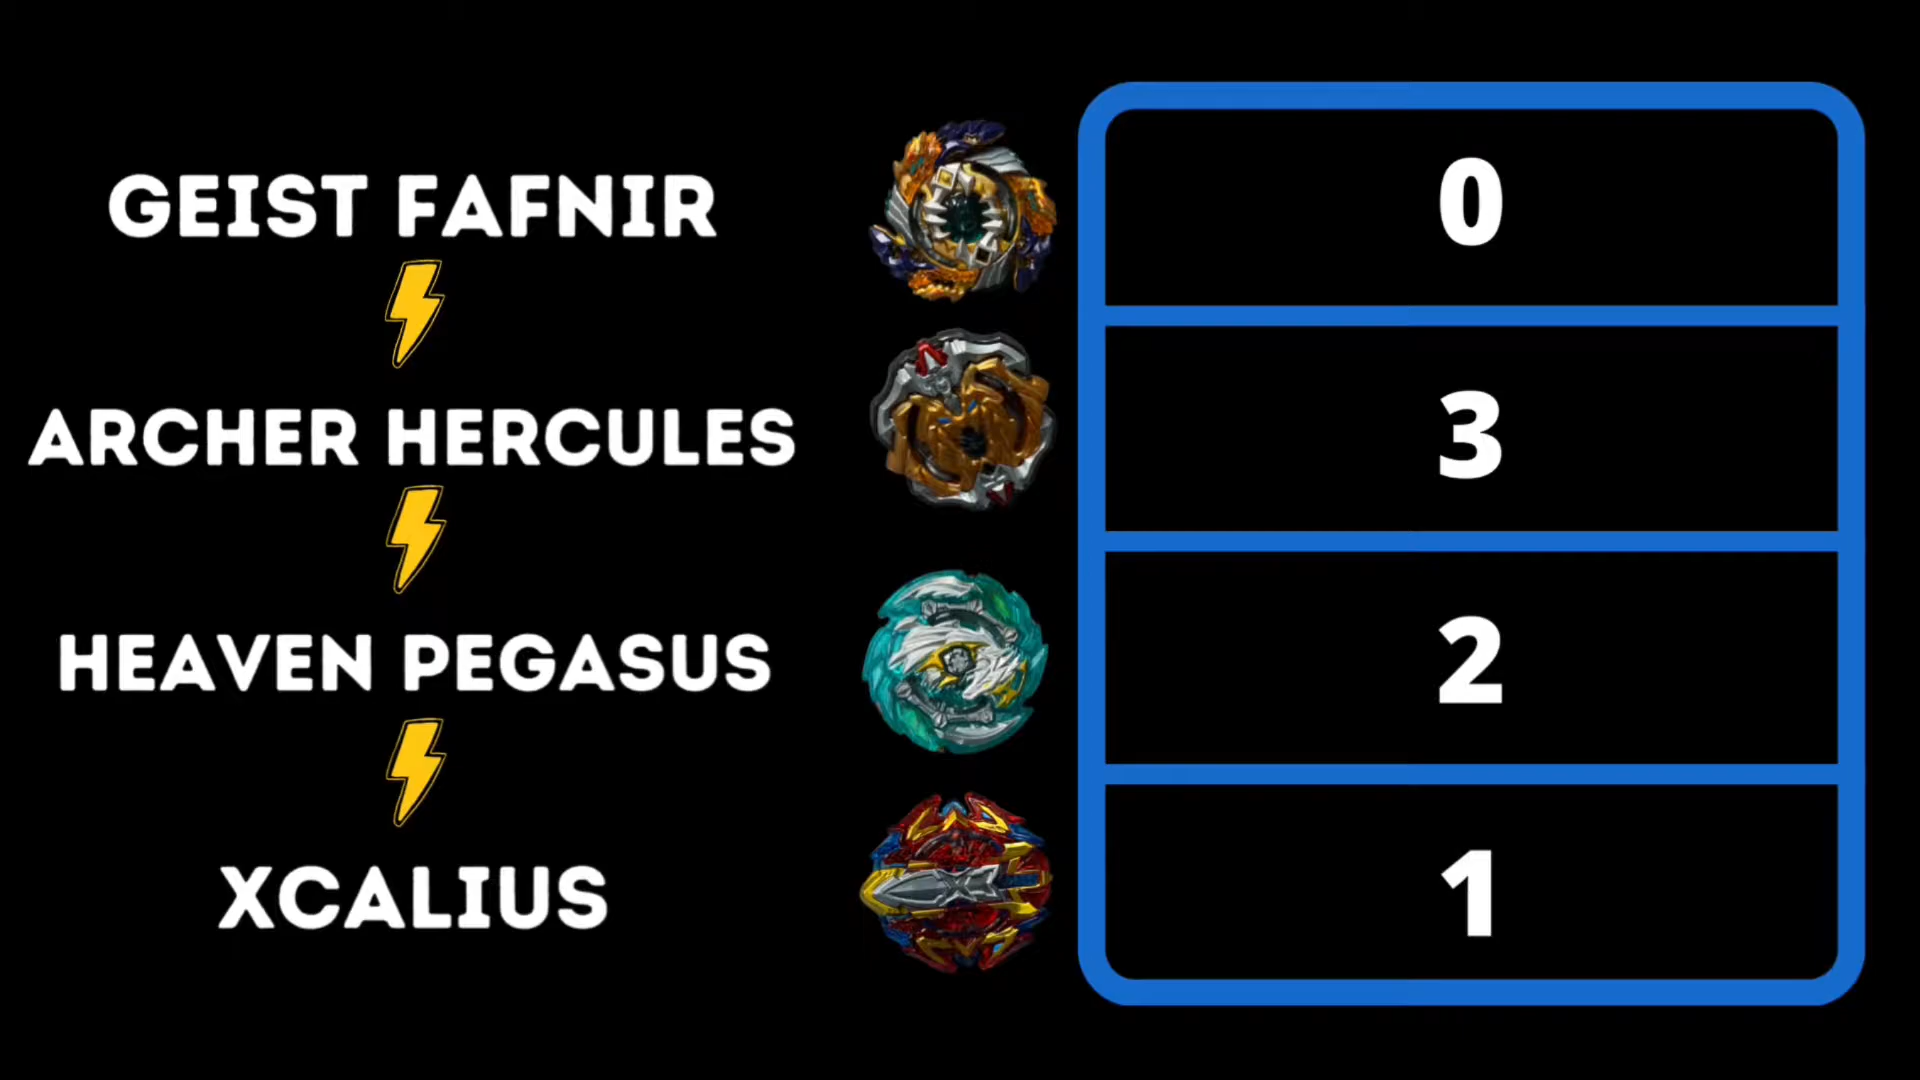 GEIST FAFNIR
0
ARCHER HERCULES
3
HEAVEN PEGASUS
2
XCALIUS
1